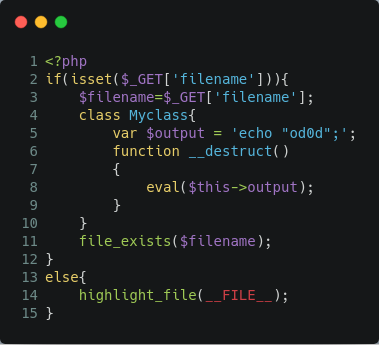 1 <?php
2 if(isset($_GET['filename'])){
3     $filename=$_GET['filename'];
4     class Myclass{
5         var $output = 'echo "od0d";';
6         function __destruct()
7         {
8             eval($this->output);
9         }
10     }
11     file_exists($filename);
12 }
13 else{
14     highlight_file(__FILE__);
15 }